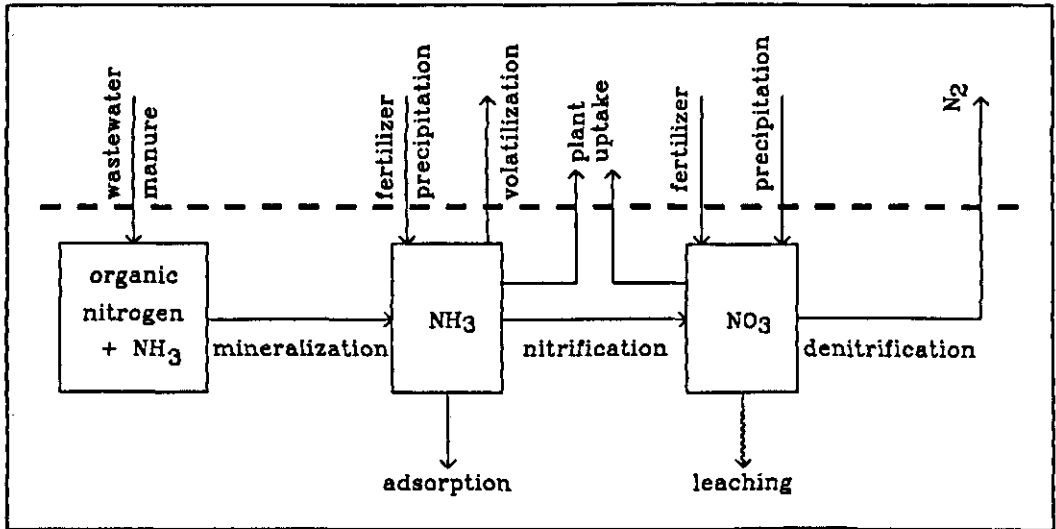 wastewater
manure
fertilizer
precipitation
volatilization
plant
uptake
fertilizer
precipitation
N2
organic
nitrogen
+ NH3
mineralization
NH3
nitrification
NO3
denitrification
adsorption
leaching